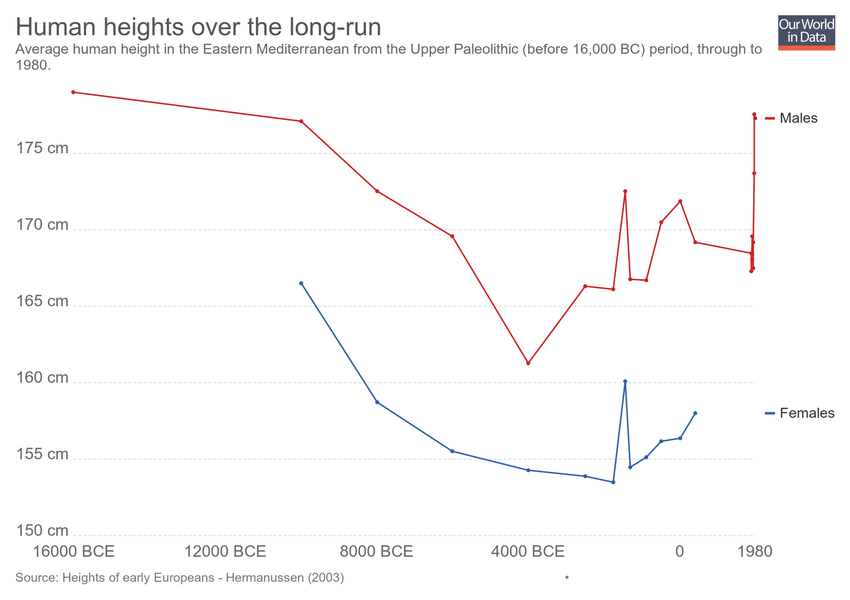 Human heights over the long-run
Our World
in Data
Average human height in the Eastern Mediterranean from the Upper Paleolithic (before 16,000 BC) period, through to
1980.
Males
175 cm
170 cm
165 cm
160 cm
Females
155 cm
150 cm
16000 BCE 12000 BCE 8000 BCE 4000 BCE 0 1980
Source: Heights of early Europeans - Hermanussen (2003)